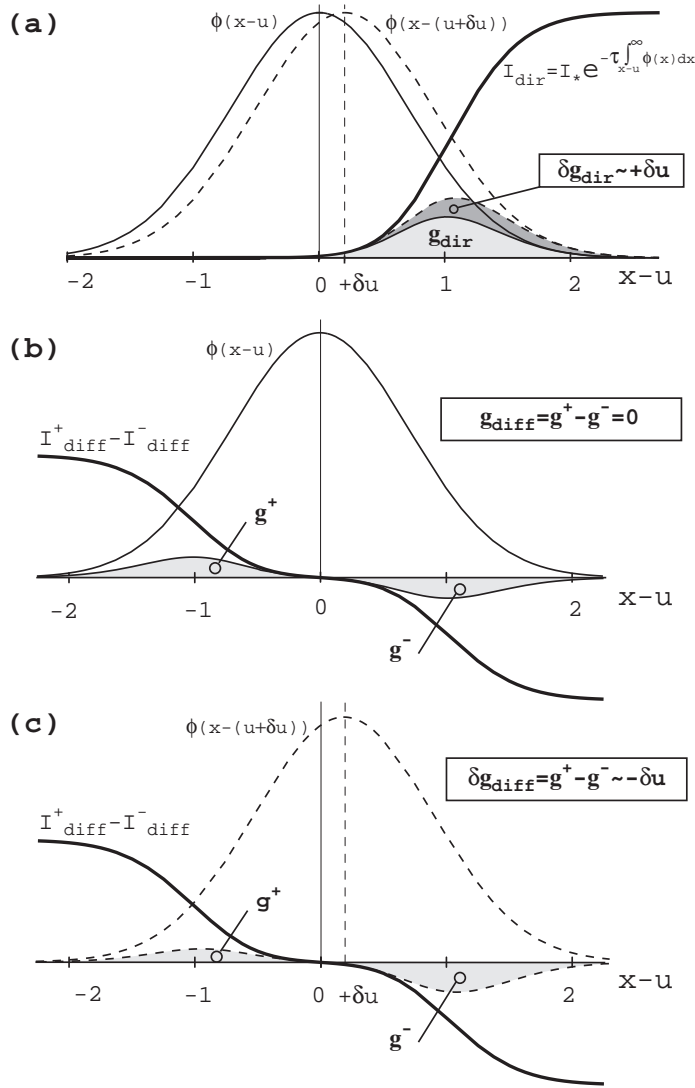 (a)
ϕ(x-u)
ϕ(x-(u+δu))
I_dir=I_* e^{-τ∫_{x-u}^{∞} ϕ(x)dx}
δg_dir~+δu
g_dir
-2 -1 0 +δu 1 2 x-u
(b)
ϕ(x-u)
g_diff=g^+-g^-=0
I^+_diff-I^-_diff
g^+
-2 -1 0 2 x-u
g^-
(c)
ϕ(x-(u+δu))
δg_diff=g^+-g^-~-δu
I^+_diff-I^-_diff
g^+
-2 -1 0 +δu 1 2 x-u
g^-